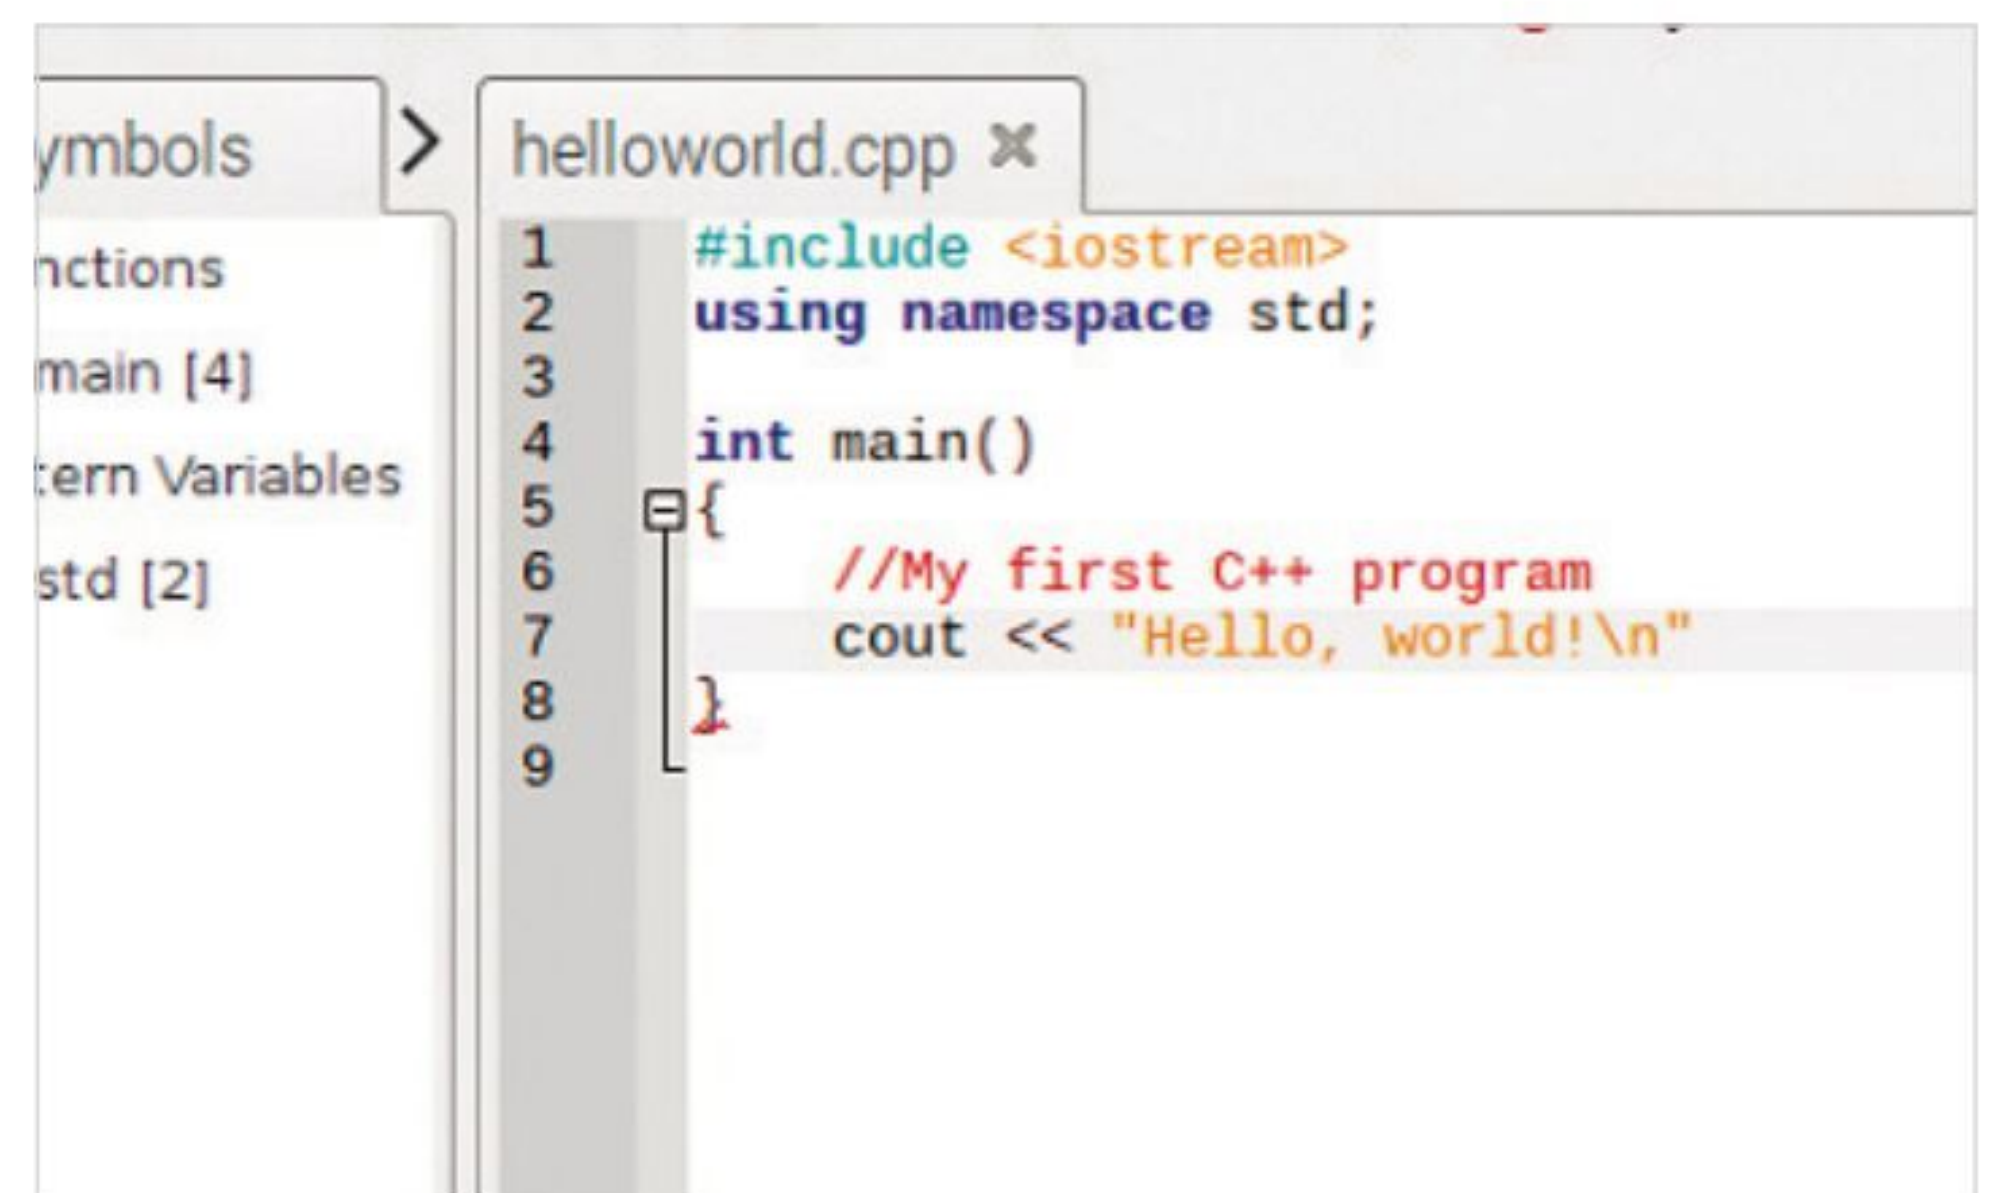 ymbols
helloworld.cpp
nctions
main [4]
tern Variables
std [2]
1 #include <iostream>
2 using namespace std;
3
4 int main()
5 {
6 //My first C++ program
7 cout << "Hello, world!\n"
8 }
9